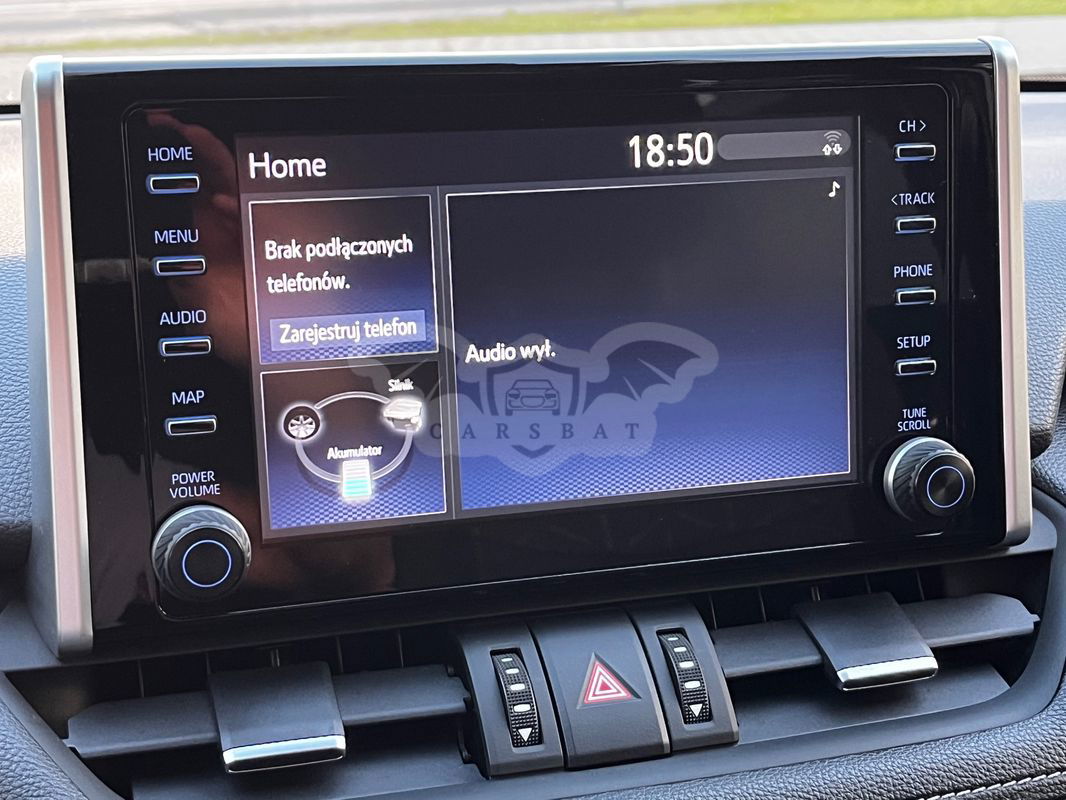 HOME
MENU
AUDIO
MAP
POWER
VOLUME
Home
18:50
Brak podłączonych
telefonów.
Zarejestruj telefon
Silnik
Akumulator
Audio wył.
CARSBAT
CH >
< TRACK
PHONE
SETUP
TUNE
SCROLL